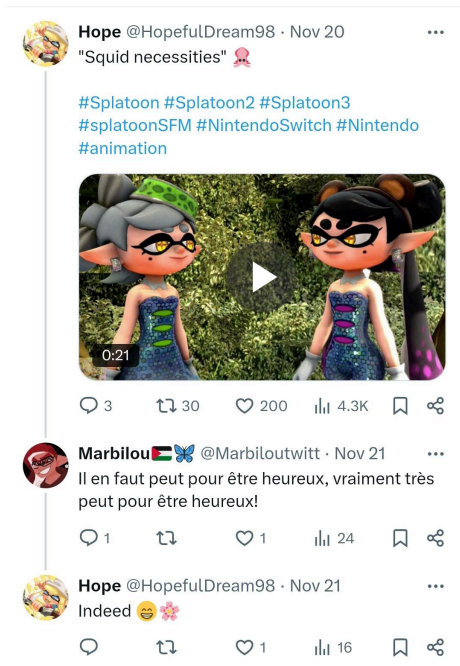 Hope @HopefulDream98 · Nov 20
"Squid necessities" 🦑
#Splatoon #Splatoon2 #Splatoon3
#splatoonSFM #NintendoSwitch #Nintendo
#animation
0:21
3 30 200 4.3K
Marbilou🇵🇸🦋 @Marbiloutwitt · Nov 21
Il en faut peut pour être heureux, vraiment très
peut pour être heureux!
1 1 24
Hope @HopefulDream98 · Nov 21
Indeed 😁🌸
1 16